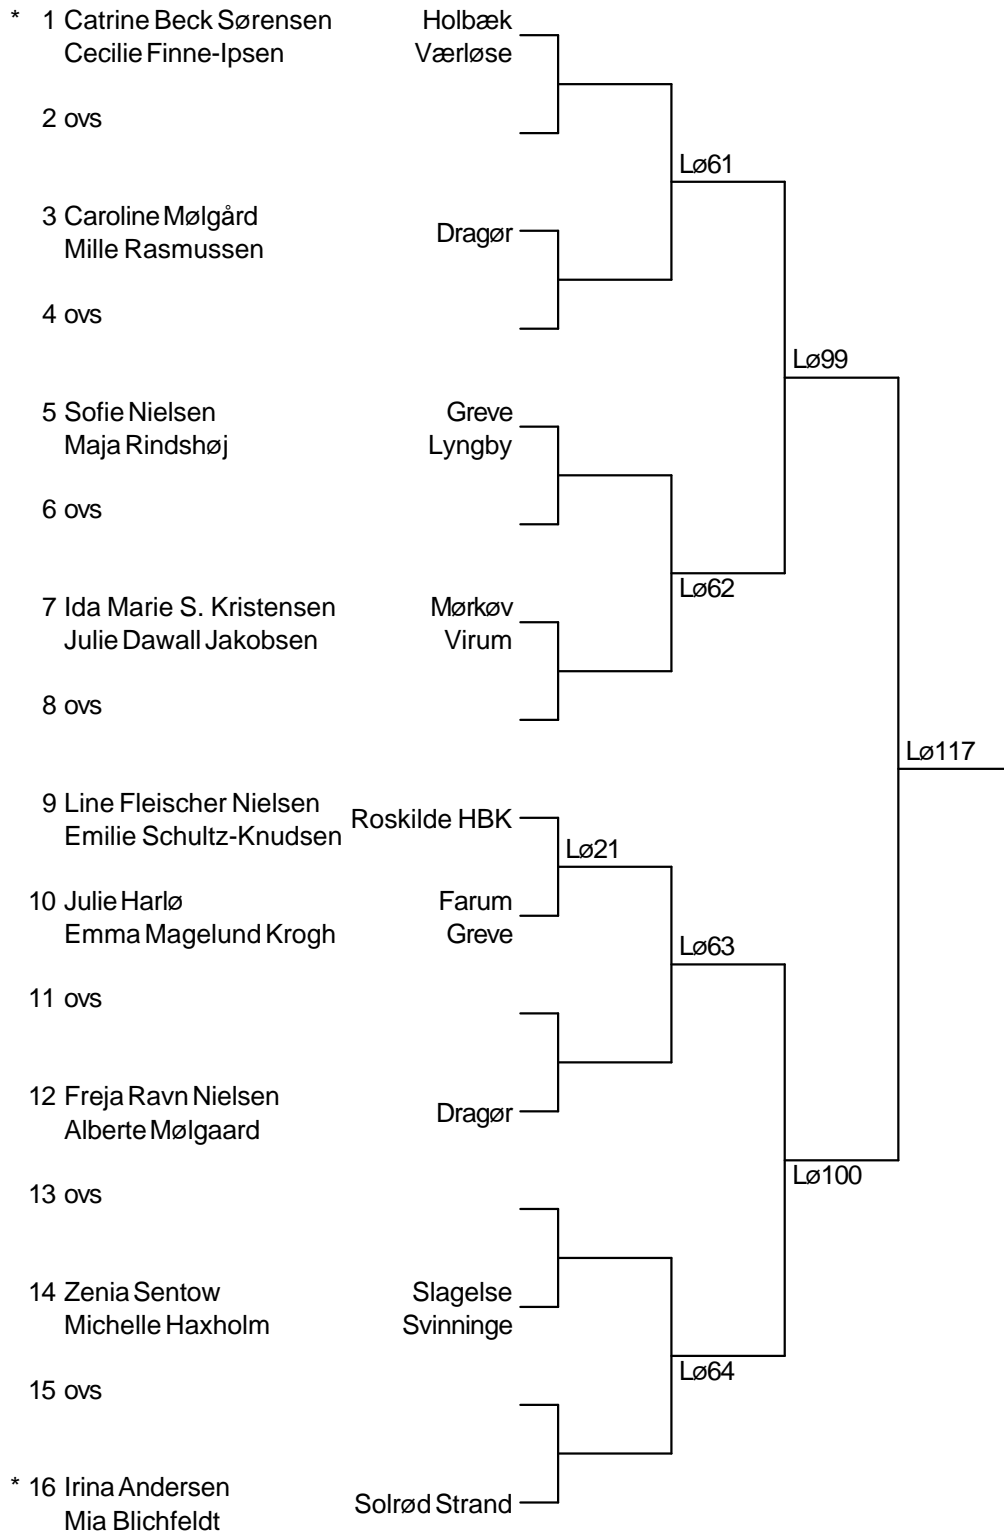 * 1 Catrine Beck Sørensen Holbæk
Cecilie Finne-Ipsen Værløse
2 ovs
Lø61
3 Caroline Mølgård
Mille Rasmussen Dragør
4 ovs
Lø99
5 Sofie Nielsen Greve
Maja Rindshøj Lyngby
6 ovs
Lø62
7 Ida Marie S. Kristensen Mørkøv
Julie Dawall Jakobsen Virum
8 ovs
Lø117
9 Line Fleischer Nielsen
Emilie Schultz-Knudsen Roskilde HBK
Lø21
10 Julie Harlø Farum
Emma Magelund Krogh Greve
Lø63
11 ovs
12 Freja Ravn Nielsen
Alberte Mølgaard Dragør
Lø100
13 ovs
14 Zenia Sentow Slagelse
Michelle Haxholm Svinninge
Lø64
15 ovs
* 16 Irina Andersen
Mia Blichfeldt Solrød Strand